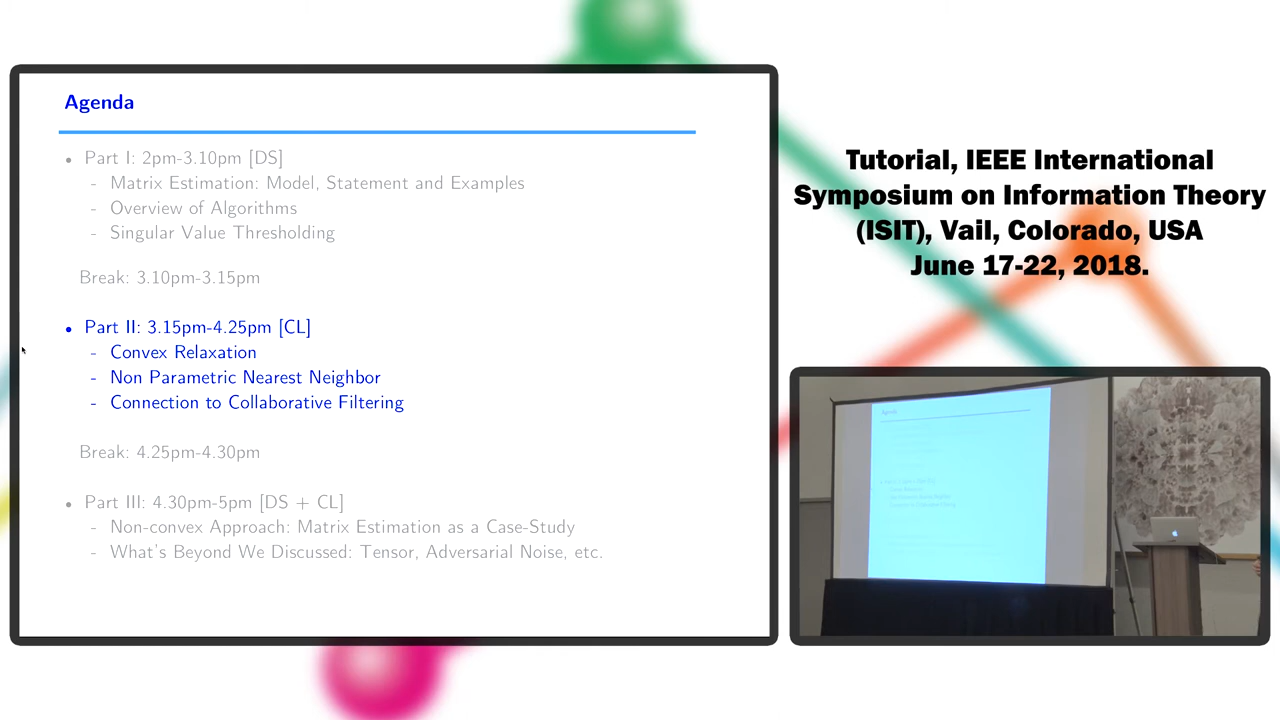 Agenda
• Part I: 2pm-3.10pm [DS]
- Matrix Estimation: Model, Statement and Examples
- Overview of Algorithms
- Singular Value Thresholding
Break: 3.10pm-3.15pm
• Part II: 3.15pm-4.25pm [CL]
- Convex Relaxation
- Non Parametric Nearest Neighbor
- Connection to Collaborative Filtering
Break: 4.25pm-4.30pm
• Part III: 4.30pm-5pm [DS + CL]
- Non-convex Approach: Matrix Estimation as a Case-Study
- What's Beyond We Discussed: Tensor, Adversarial Noise, etc.
Tutorial, IEEE International
Symposium on Information Theory
(ISIT), Vail, Colorado, USA
June 17-22, 2018.